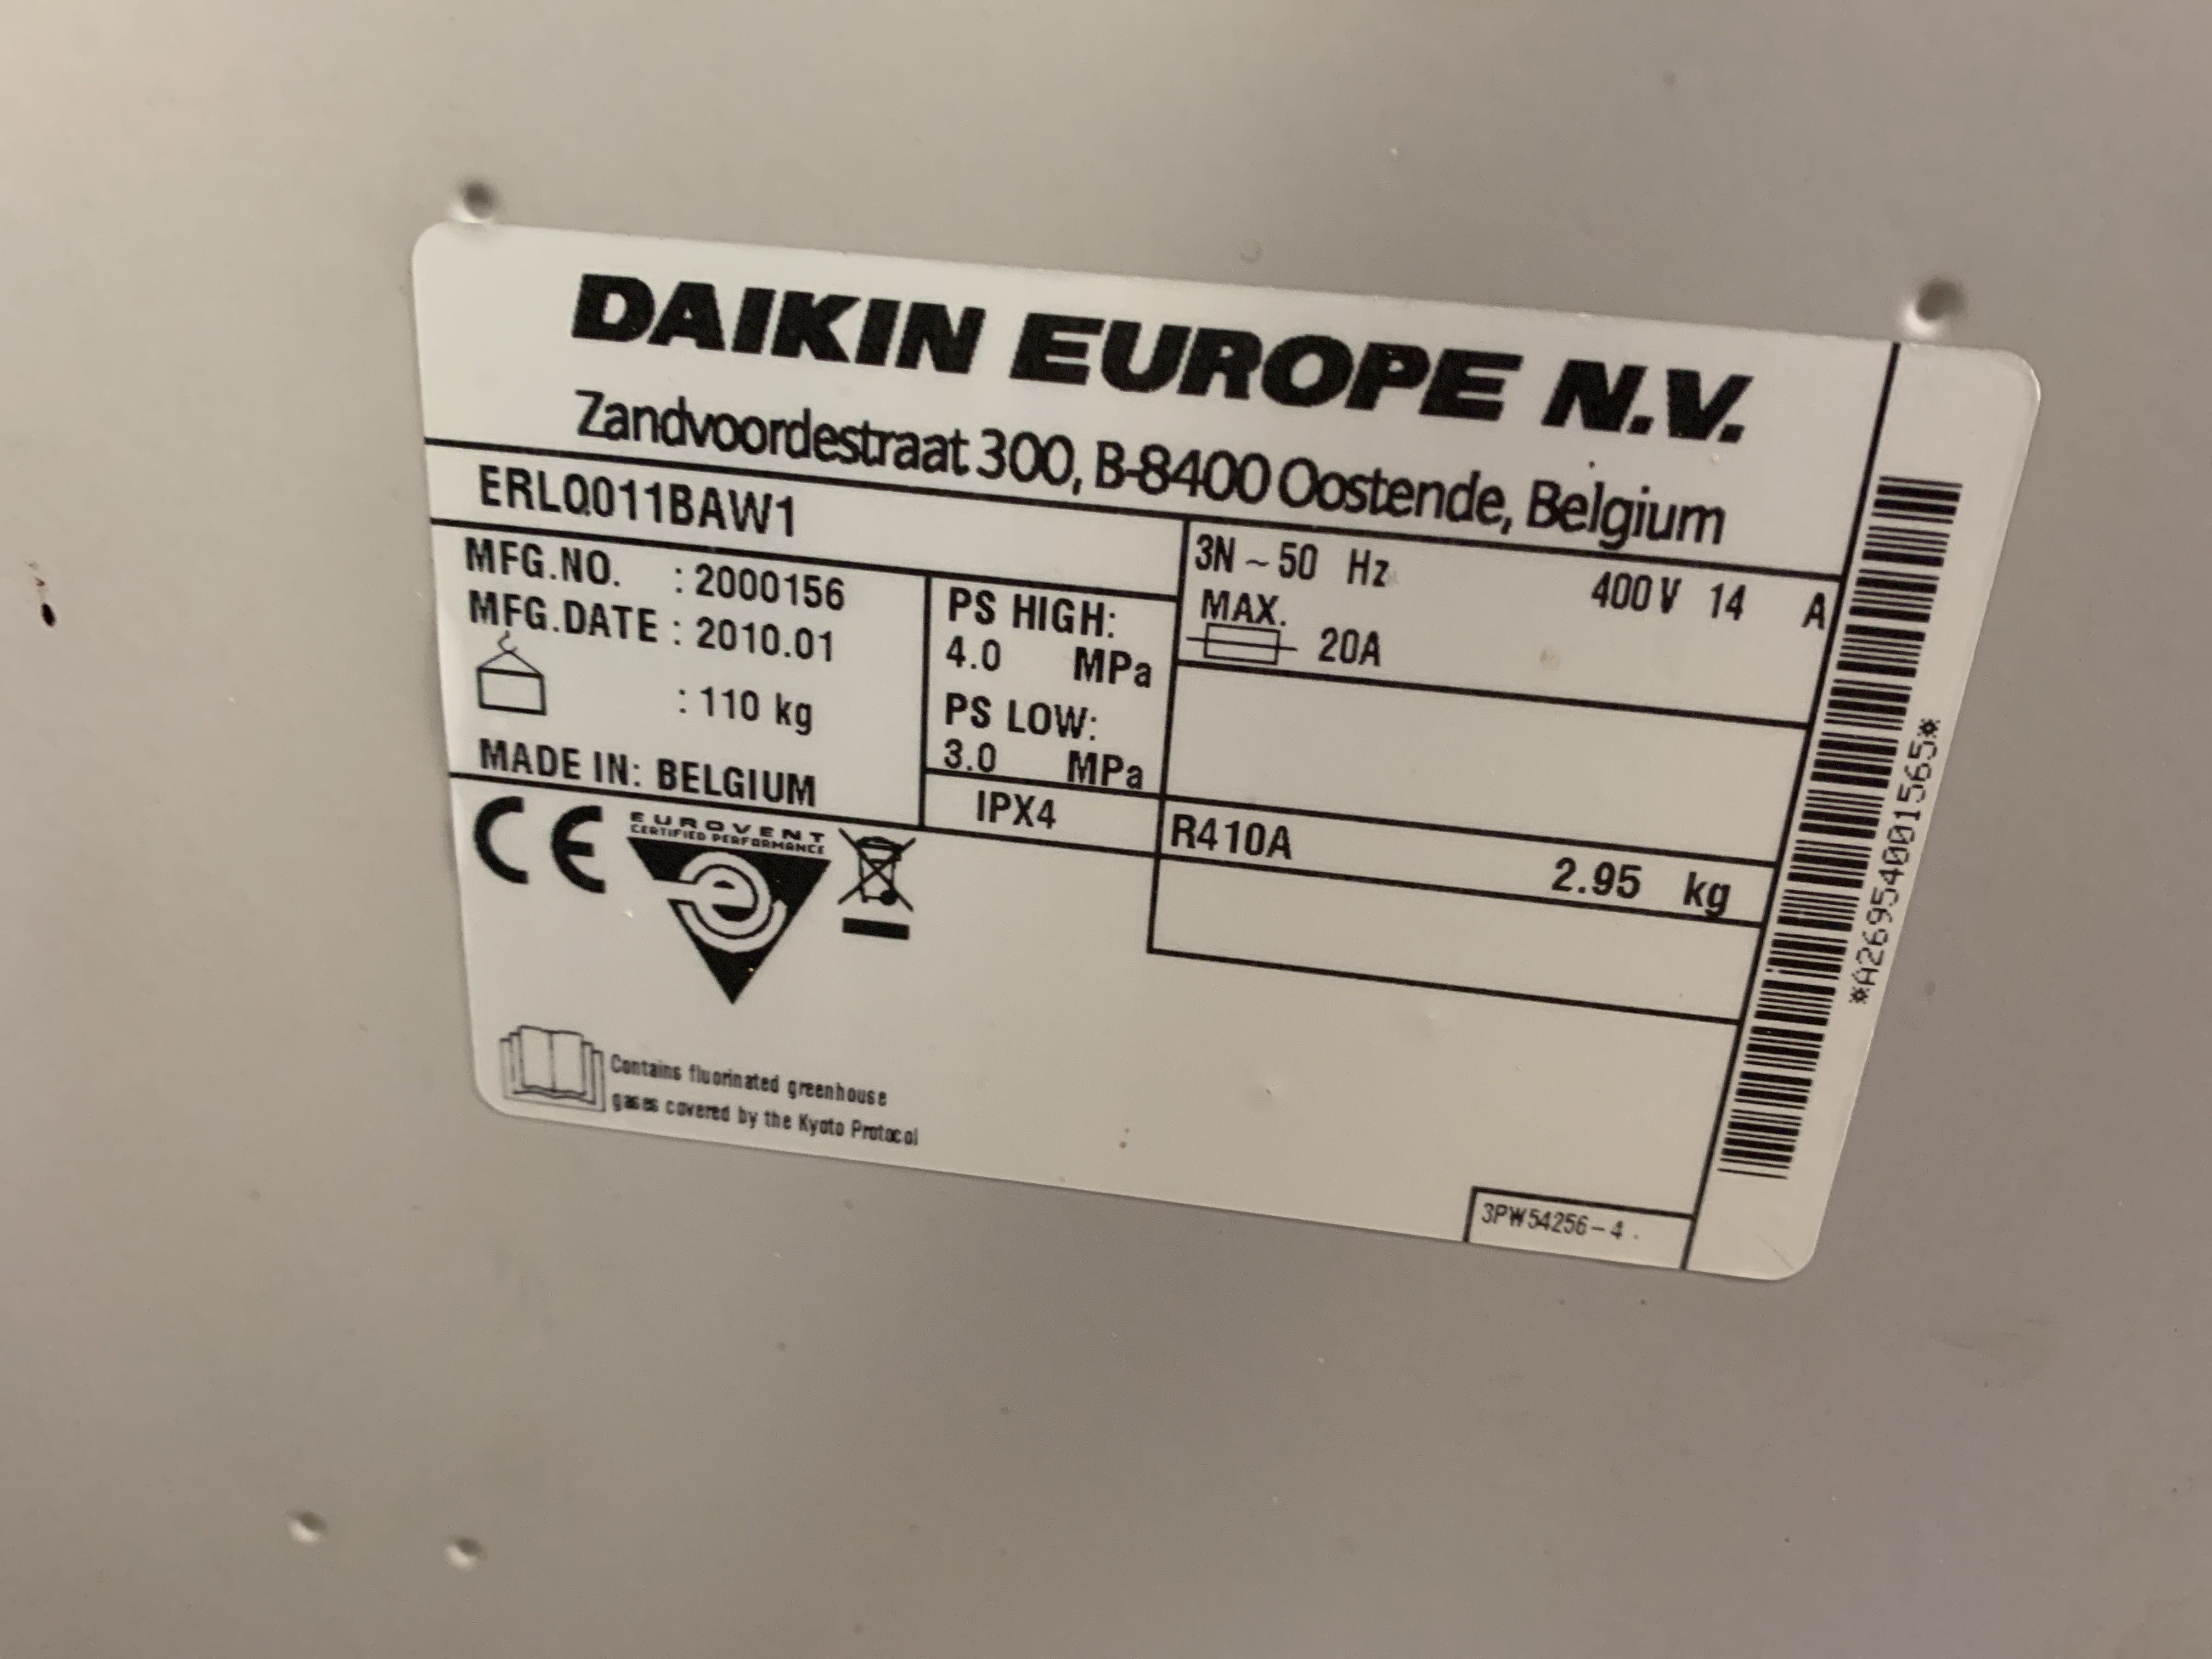 DAIKIN EUROPE N.V.
Zandvoordestraat 300, B-8400 Oostende, Belgium
ERLQ011BAW1
MFG.NO. : 2000156
MFG.DATE : 2010.01
: 110 kg
MADE IN: BELGIUM
PS HIGH:
4.0 MPa
PS LOW:
3.0 MPa
IPX4
3N ~ 50 Hz 400 V 14 A
MAX.
20A
R410A 2.95 kg
CE
EUROVENT
CERTIFIED PERFORMANCE
e
Contains fluorinated greenhouse
gases covered by the Kyoto Protocol
3PW54256-4
*A26954001565*